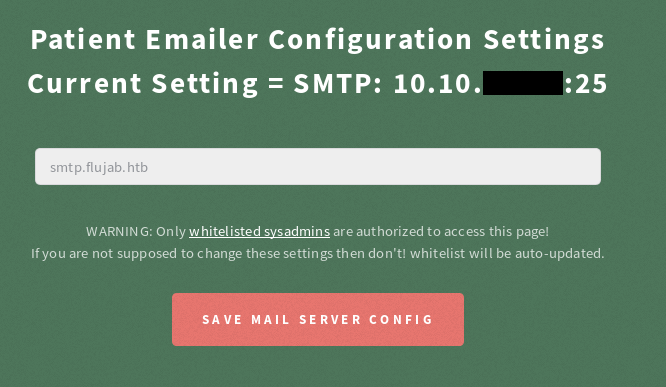 Patient Emailer Configuration Settings
Current Setting = SMTP: 10.10. :25
smtp.flujab.htb
WARNING: Only whitelisted sysadmins are authorized to access this page!
If you are not supposed to change these settings then don't! whitelist will be auto-updated.
SAVE MAIL SERVER CONFIG